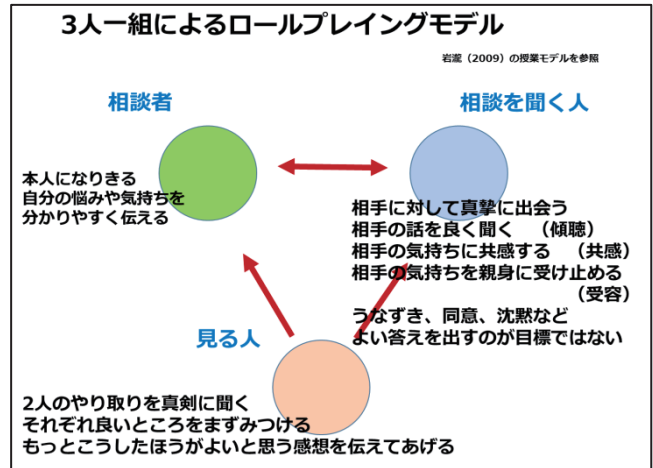 3人一組によるロールプレイングモデル
岩瀧（2009）の授業モデルを参照
相談者
相談を聞く人
本人になりきる
自分の悩みや気持ちを
分かりやすく伝える
相手に対して真摯に出会う
相手の話を良く聞く　（傾聴）
相手の気持ちに共感する　（共感）
相手の気持ちを親身に受け止める
（受容）
うなずき、同意、沈黙など
よい答えを出すのが目標ではない
見る人
2人のやり取りを真剣に聞く
それぞれ良いところをまずみつける
もっとこうしたほうがよいと思う感想を伝えてあげる